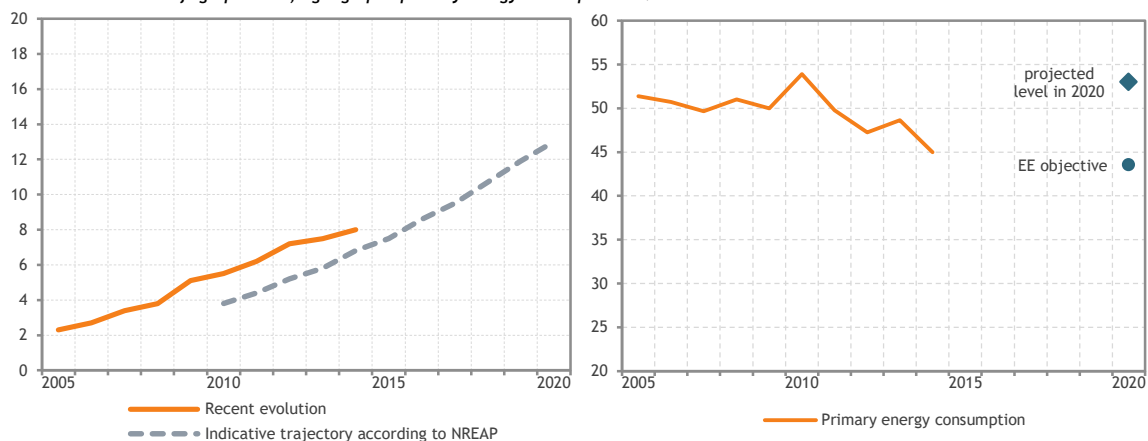 20
18
16
14
12
10
8
6
4
2
0
2005 2010 2015 2020
Recent evolution
Indicative trajectory according to NREAP
60
55
50
45
40
35
30
25
20
projected
level in 2020
EE objective
2005 2010 2015 2020
Primary energy consumption